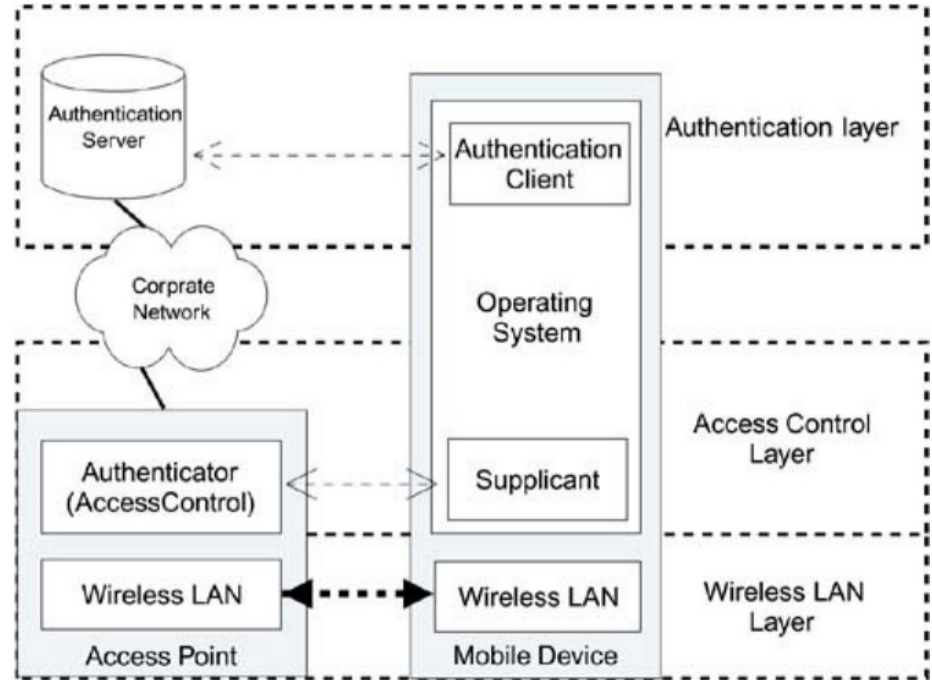 Authentication
Server
Authentication
Client
Authentication layer
Corprate
Network
Operating
System
Access Control
Layer
Authenticator
(AccessControl)
Supplicant
Wireless LAN
Wireless LAN
Wireless LAN
Layer
Access Point
Mobile Device